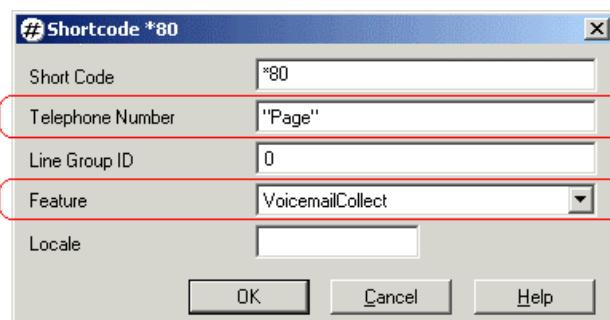 Shortcode *80
Short Code *80
Telephone Number "Page"
Line Group ID 0
Feature VoicemailCollect
Locale
OK Cancel Help